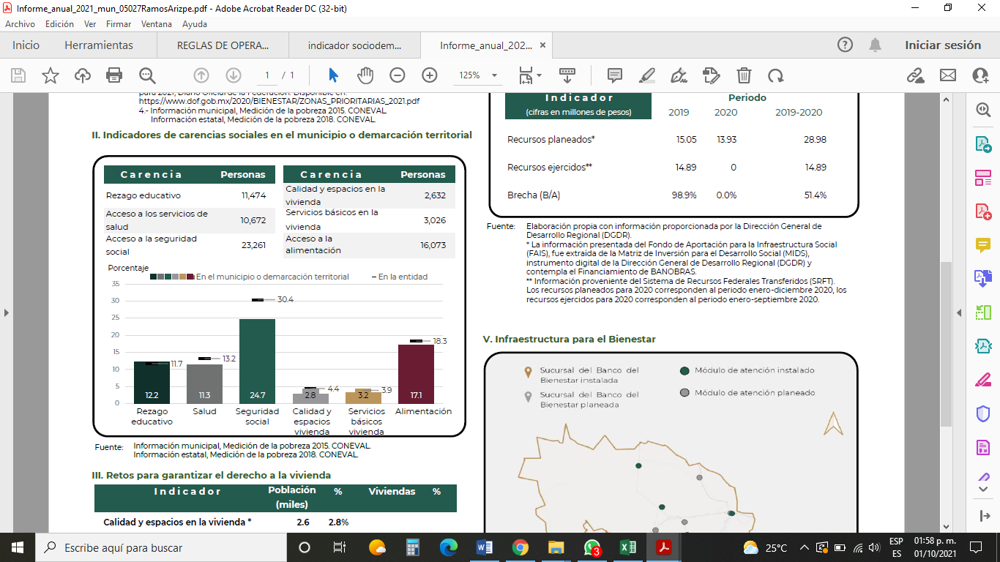 Informe_anual_2021_mun_05027RamosArizpe.pdf - Adobe Acrobat Reader DC (32-bit)
Archivo Edición Ver Firmar Ventana Ayuda
Inicio Herramientas REGLAS DE OPERA... indicador sociodem... Informe_anual_202... × Iniciar sesión
1 / 1 125%
para 2021, Diario Oficial de la Federación. Disponible en:
https://www.dof.gob.mx/2020/BIENESTAR/ZONAS_PRIORITARIAS_2021.pdf
4.- Información municipal, Medición de la pobreza 2015. CONEVAL.
Información estatal, Medición de la pobreza 2018. CONEVAL.
II. Indicadores de carencias sociales en el municipio o demarcación territorial
Carencia Personas Carencia Personas
Rezago educativo 11,474
Calidad y espacios en la
vivienda 2,632
Acceso a los servicios de
salud 10,672
Servicios básicos en la
vivienda 3,026
Acceso a la seguridad
social 23,261
Acceso a la
alimentación 16,073
Porcentaje
En el municipio o demarcación territorial En la entidad
35
30
25
20
15
10
5
0
11.7
13.2
30.4
4.4
3.9
18.3
12.2 11.3 24.7 2.8 3.2 17.1
Rezago
educativo
Salud
Seguridad
social
Calidad y
espacios
vivienda
Servicios
básicos
vivienda
Alimentación
Fuente: Información municipal, Medición de la pobreza 2015. CONEVAL.
Información estatal, Medición de la pobreza 2018. CONEVAL.
III. Retos para garantizar el derecho a la vivienda
Indicador Población
(miles) % Viviendas %
Calidad y espacios en la vivienda * 2.6 2.8%
Indicador
(cifras en millones de pesos)
Periodo
2019 2020 2019-2020
Recursos planeados* 15.05 13.93 28.98
Recursos ejercidos** 14.89 0 14.89
Brecha (B/A) 98.9% 0.0% 51.4%
Fuente: Elaboración propia con información proporcionada por la Dirección General de
Desarrollo Regional (DGDR).
* La información presentada del Fondo de Aportación para la Infraestructura Social
(FAIS), fue extraída de la Matriz de Inversión para el Desarrollo Social (MIDS),
instrumento digital de la Dirección General de Desarrollo Regional (DGDR) y
contempla el Financiamiento de BANOBRAS.
** Información proveniente del Sistema de Recursos Federales Transferidos (SRFT).
Los recursos planeados para 2020 corresponden al periodo enero-diciembre 2020, los
recursos ejercidos para 2020 corresponden al periodo enero-septiembre 2020.
V. Infraestructura para el Bienestar
Sucursal del Banco del
Bienestar instalada
Módulo de atención instalado
Sucursal del Banco del
Bienestar planeada
Módulo de atención planeado
Escribe aquí para buscar
3
25°C
ESP
ES
01:58 p. m.
01/10/2021